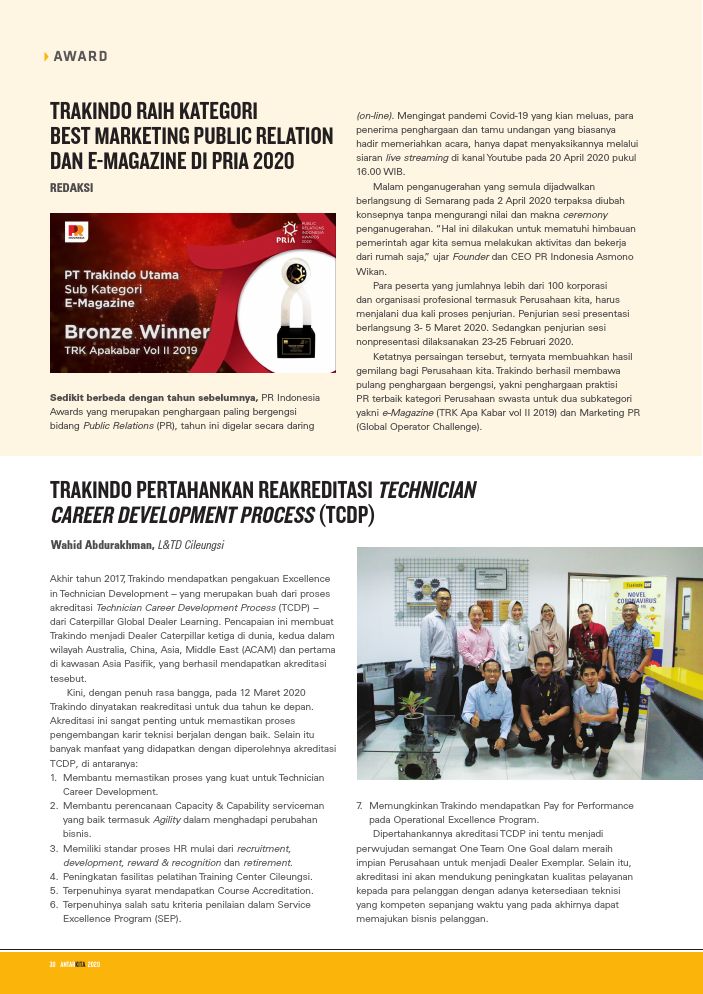 AWARD
TRAKINDO RAIH KATEGORI
BEST MARKETING PUBLIC RELATION
DAN E-MAGAZINE DI PRIA 2020
REDAKSI
PR
INDONESIA
PRIA
PUBLIC
RELATIONS
INDONESIA
AWARDS
2020
PT Trakindo Utama
Sub Kategori
E-Magazine
Bronze Winner
TRK Apakabar Vol II 2019
Sedikit berbeda dengan tahun sebelumnya, PR Indonesia
Awards yang merupakan penghargaan paling bergengsi
bidang Public Relations (PR), tahun ini digelar secara daring
(on-line). Mengingat pandemi Covid-19 yang kian meluas, para
penerima penghargaan dan tamu undangan yang biasanya
hadir memeriahkan acara, hanya dapat menyaksikannya melalui
siaran live streaming di kanal Youtube pada 20 April 2020 pukul
16.00 WIB.
Malam penganugerahan yang semula dijadwalkan
berlangsung di Semarang pada 2 April 2020 terpaksa diubah
konsepnya tanpa mengurangi nilai dan makna ceremony
penganugerahan. "Hal ini dilakukan untuk mematuhi himbauan
pemerintah agar kita semua melakukan aktivitas dan bekerja
dari rumah saja," ujar Founder dan CEO PR Indonesia Asmono
Wikan.
Para peserta yang jumlahnya lebih dari 100 korporasi
dan organisasi profesional termasuk Perusahaan kita, harus
menjalani dua kali proses penjurian. Penjurian sesi presentasi
berlangsung 3- 5 Maret 2020. Sedangkan penjurian sesi
nonpresentasi dilaksanakan 23-25 Februari 2020.
Ketatnya persaingan tersebut, ternyata membuahkan hasil
gemilang bagi Perusahaan kita. Trakindo berhasil membawa
pulang penghargaan bergengsi, yakni penghargaan praktisi
PR terbaik kategori Perusahaan swasta untuk dua subkategori
yakni e-Magazine (TRK Apa Kabar vol II 2019) dan Marketing PR
(Global Operator Challenge).
TRAKINDO PERTAHANKAN REAKREDITASI TECHNICIAN
CAREER DEVELOPMENT PROCESS (TCDP)
Wahid Abdurakhman, L&TD Cileungsi
Akhir tahun 2017, Trakindo mendapatkan pengakuan Excellence
in Technician Development – yang merupakan buah dari proses
akreditasi Technician Career Development Process (TCDP) –
dari Caterpillar Global Dealer Learning. Pencapaian ini membuat
Trakindo menjadi Dealer Caterpillar ketiga di dunia, kedua dalam
wilayah Australia, China, Asia, Middle East (ACAM) dan pertama
di kawasan Asia Pasifik, yang berhasil mendapatkan akreditasi
tesebut.
Kini, dengan penuh rasa bangga, pada 12 Maret 2020
Trakindo dinyatakan reakreditasi untuk dua tahun ke depan.
Akreditasi ini sangat penting untuk memastikan proses
pengembangan karir teknisi berjalan dengan baik. Selain itu
banyak manfaat yang didapatkan dengan diperolehnya akreditasi
TCDP, di antaranya:
1. Membantu memastikan proses yang kuat untuk Technician
Career Development.
2. Membantu perencanaan Capacity & Capability serviceman
yang baik termasuk Agility dalam menghadapi perubahan
bisnis.
3. Memiliki standar proses HR mulai dari recruitment,
development, reward & recognition dan retirement.
4. Peningkatan fasilitas pelatihan Training Center Cileungsi.
5. Terpenuhinya syarat mendapatkan Course Accreditation.
6. Terpenuhinya salah satu kriteria penilaian dalam Service
Excellence Program (SEP).
NOVEL
CORONAVIRUS
7. Memungkinkan Trakindo mendapatkan Pay for Performance
pada Operational Excellence Program.
Dipertahankannya akreditasi TCDP ini tentu menjadi
perwujudan semangat One Team One Goal dalam meraih
impian Perusahaan untuk menjadi Dealer Exemplar. Selain itu,
akreditasi ini akan mendukung peningkatan kualitas pelayanan
kepada para pelanggan dengan adanya ketersediaan teknisi
yang kompeten sepanjang waktu yang pada akhirnya dapat
memajukan bisnis pelanggan.
30 ANTARKITA 2020